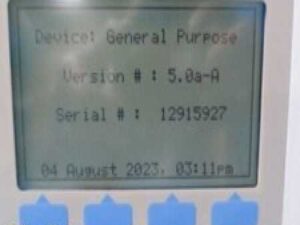 Device: General Purpose
Version # : 5.0a-A
Serial # : 12915927
04 August 2023, 03:11pm